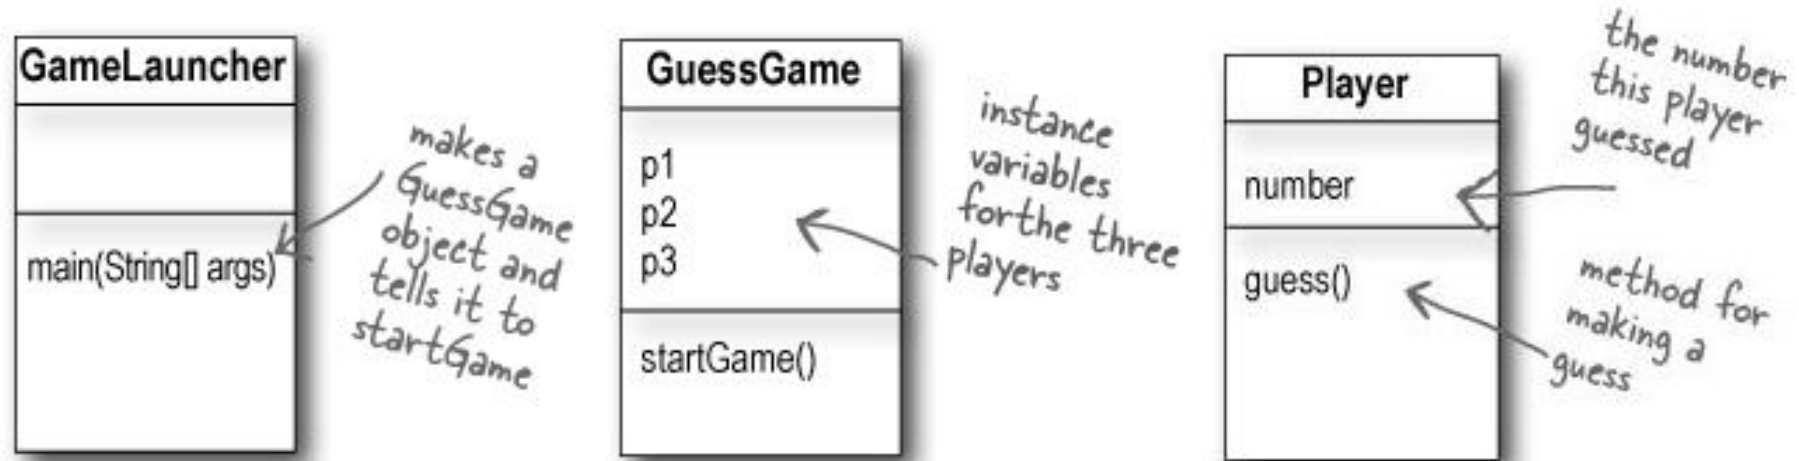 GameLauncher
main(String[] args)
makes a
GuessGame
object and
tells it to
startGame
GuessGame
p1
p2
p3
startGame()
instance
variables
forthe three
players
Player
number
guess()
the number
this player
guessed
method for
making a
guess